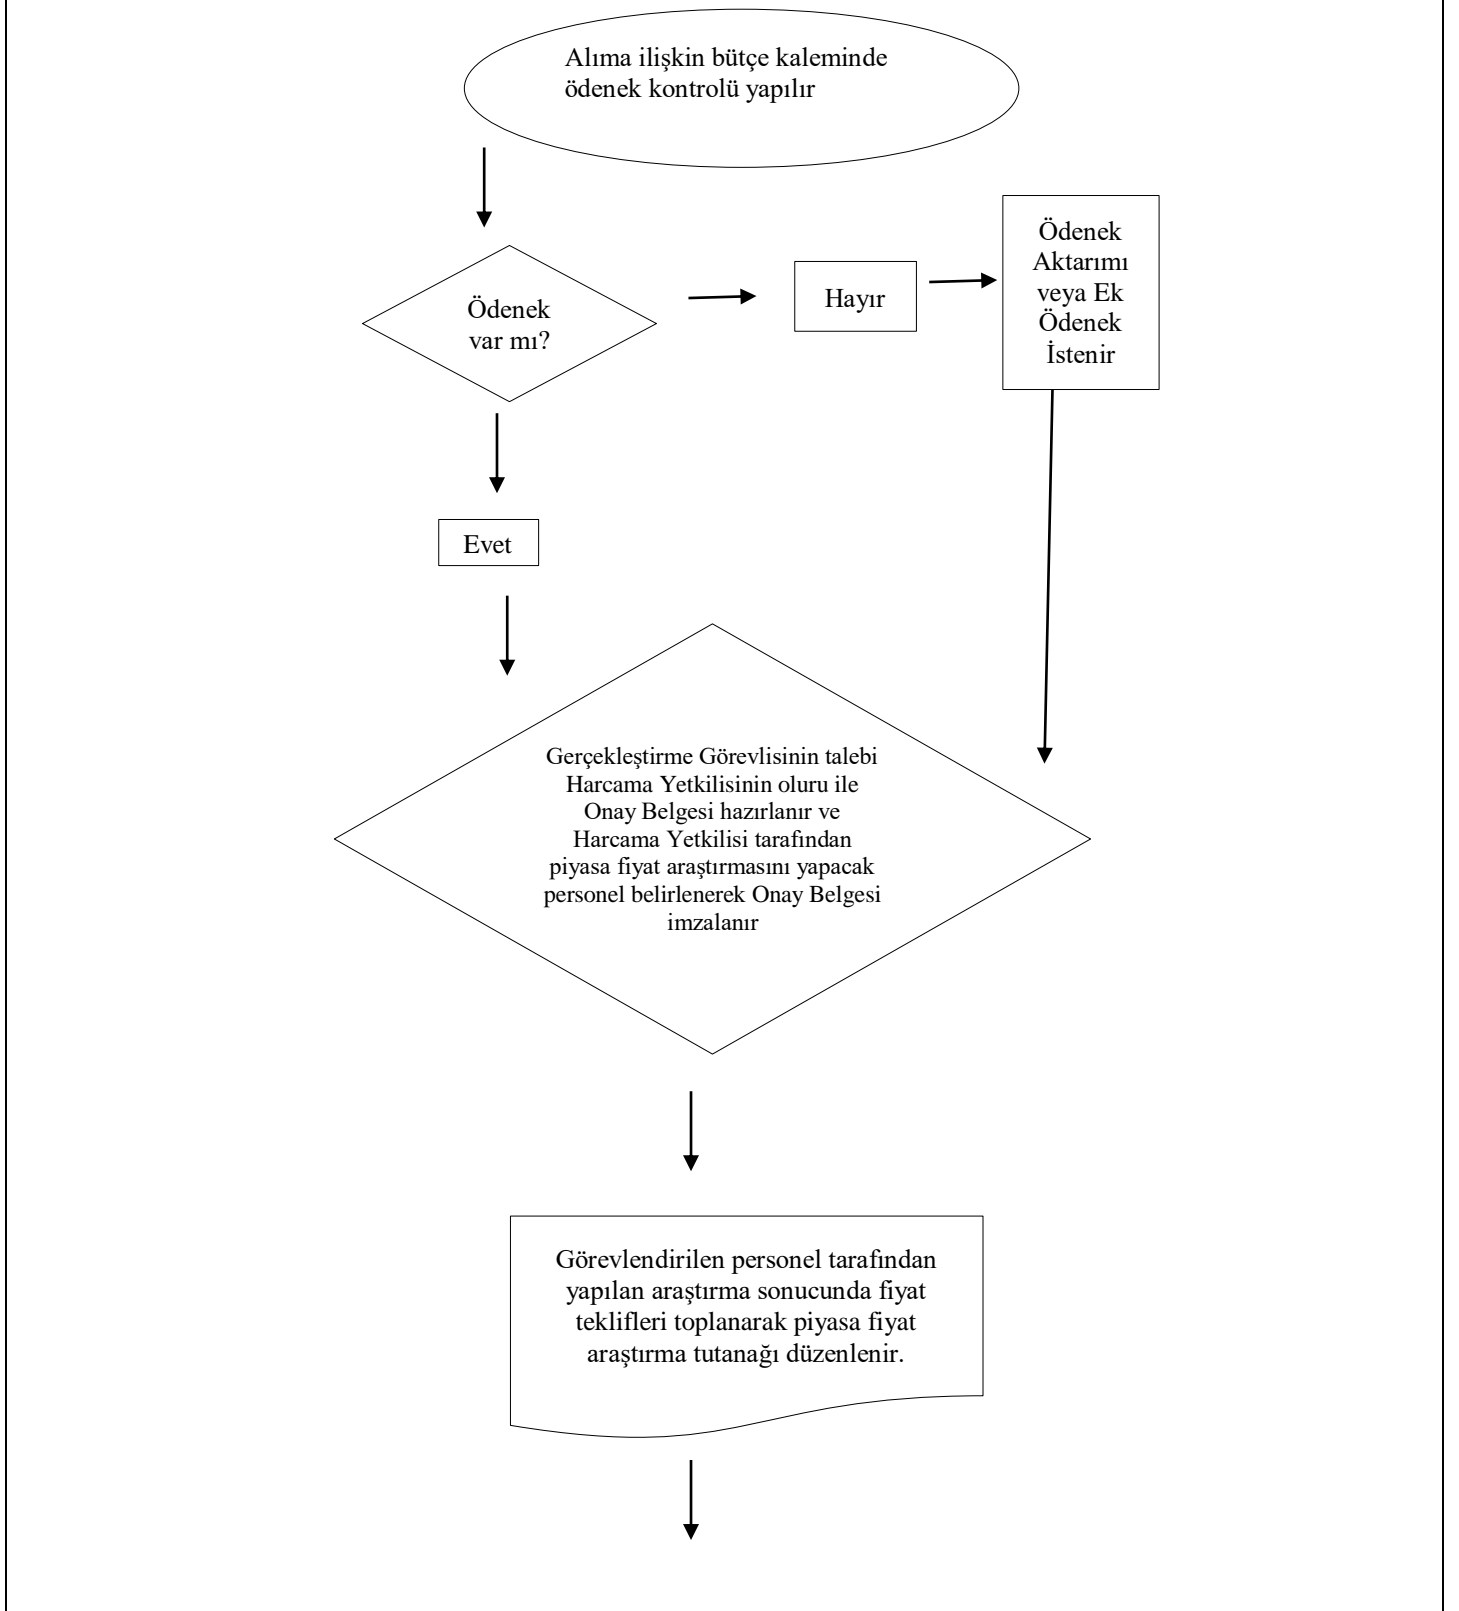 Alıma ilişkin bütçe kaleminde
ödenek kontrolü yapılır
Ödenek
var mı?
Hayır
Ödenek
Aktarımı
veya Ek
Ödenek
İstenir
Evet
Gerçekleştirme Görevlisinin talebi
Harcama Yetkilisinin oluru ile
Onay Belgesi hazırlanır ve
Harcama Yetkilisi tarafından
piyasa fiyat araştırmasını yapacak
personel belirlenerek Onay Belgesi
imzalanır
Görevlendirilen personel tarafından
yapılan araştırma sonucunda fiyat
teklifleri toplanarak piyasa fiyat
araştırma tutanağı düzenlenir.